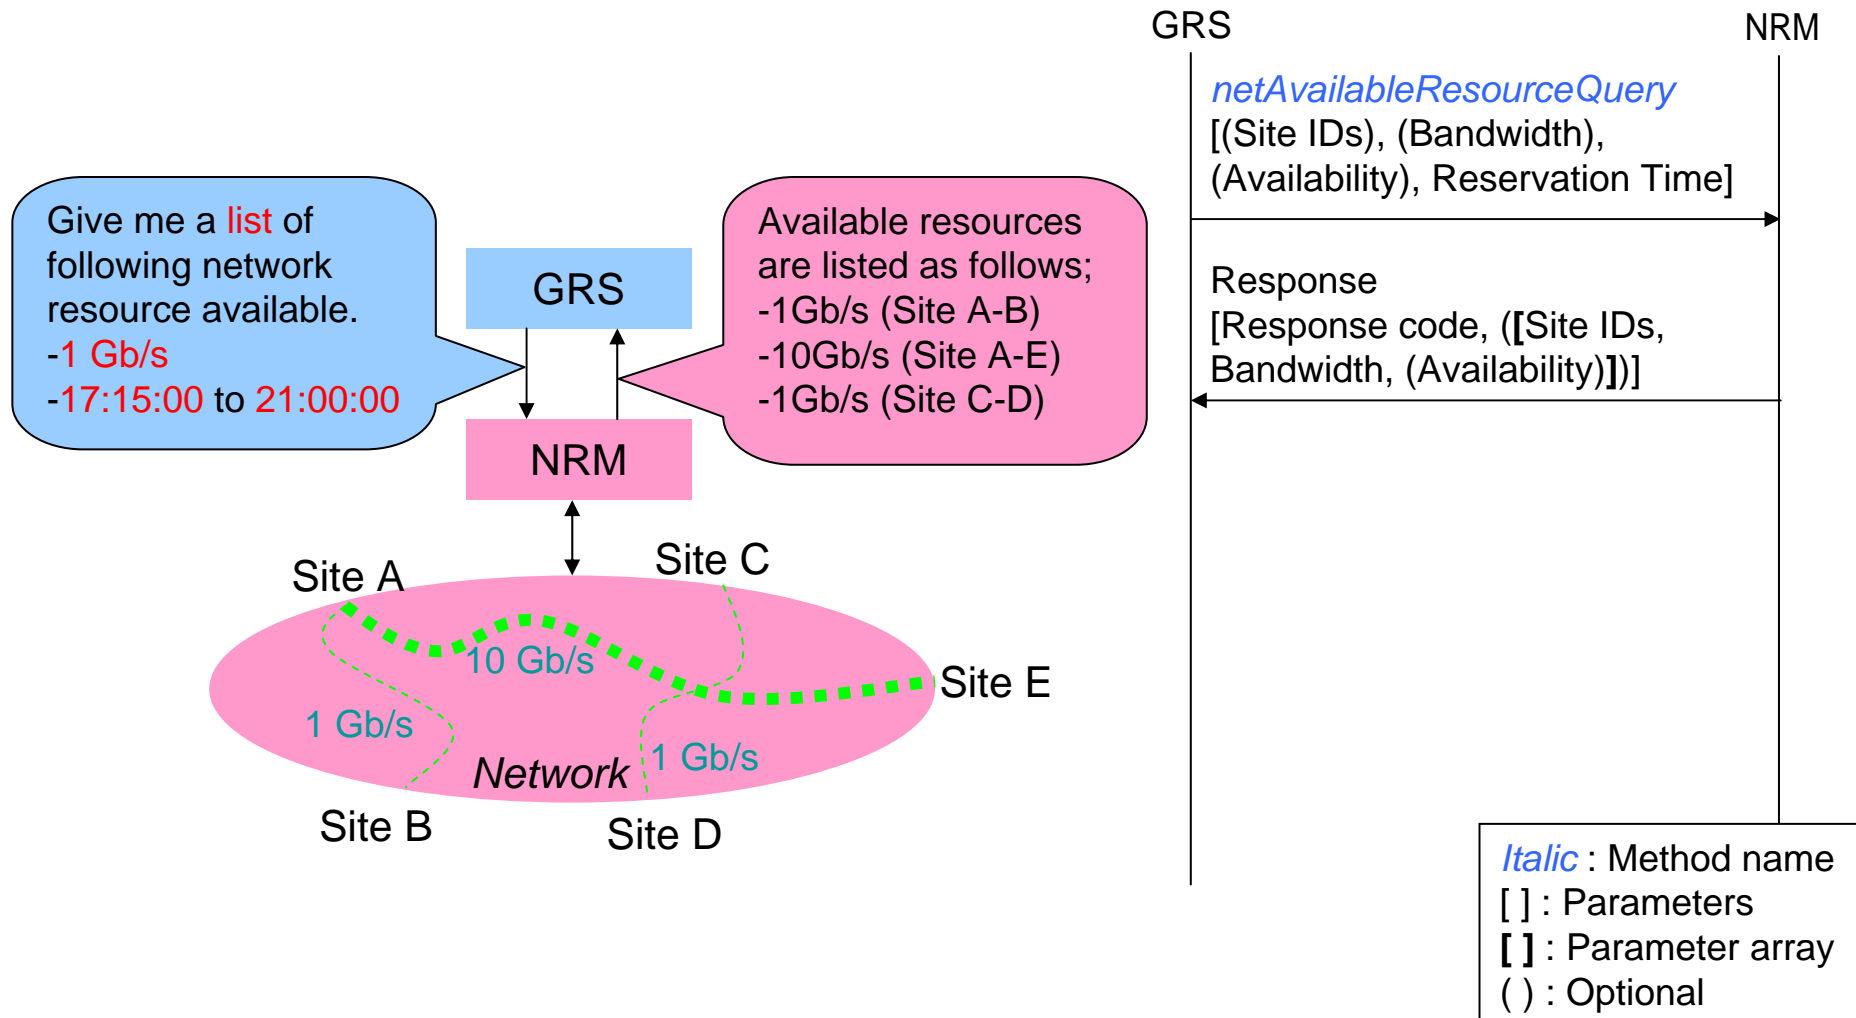 GRS
NRM
netAvailableResourceQuery
[(Site IDs), (Bandwidth),
(Availability), Reservation Time]
Response
[Response code, ([Site IDs,
Bandwidth, (Availability)])]
Give me a list of
following network
resource available.
-1 Gb/s
-17:15:00 to 21:00:00
GRS
NRM
Available resources
are listed as follows;
-1Gb/s (Site A-B)
-10Gb/s (Site A-E)
-1Gb/s (Site C-D)
Site A
Site C
10 Gb/s
Site E
1 Gb/s
1 Gb/s
Network
Site B
Site D
Italic : Method name
[ ] : Parameters
[ ] : Parameter array
( ) : Optional